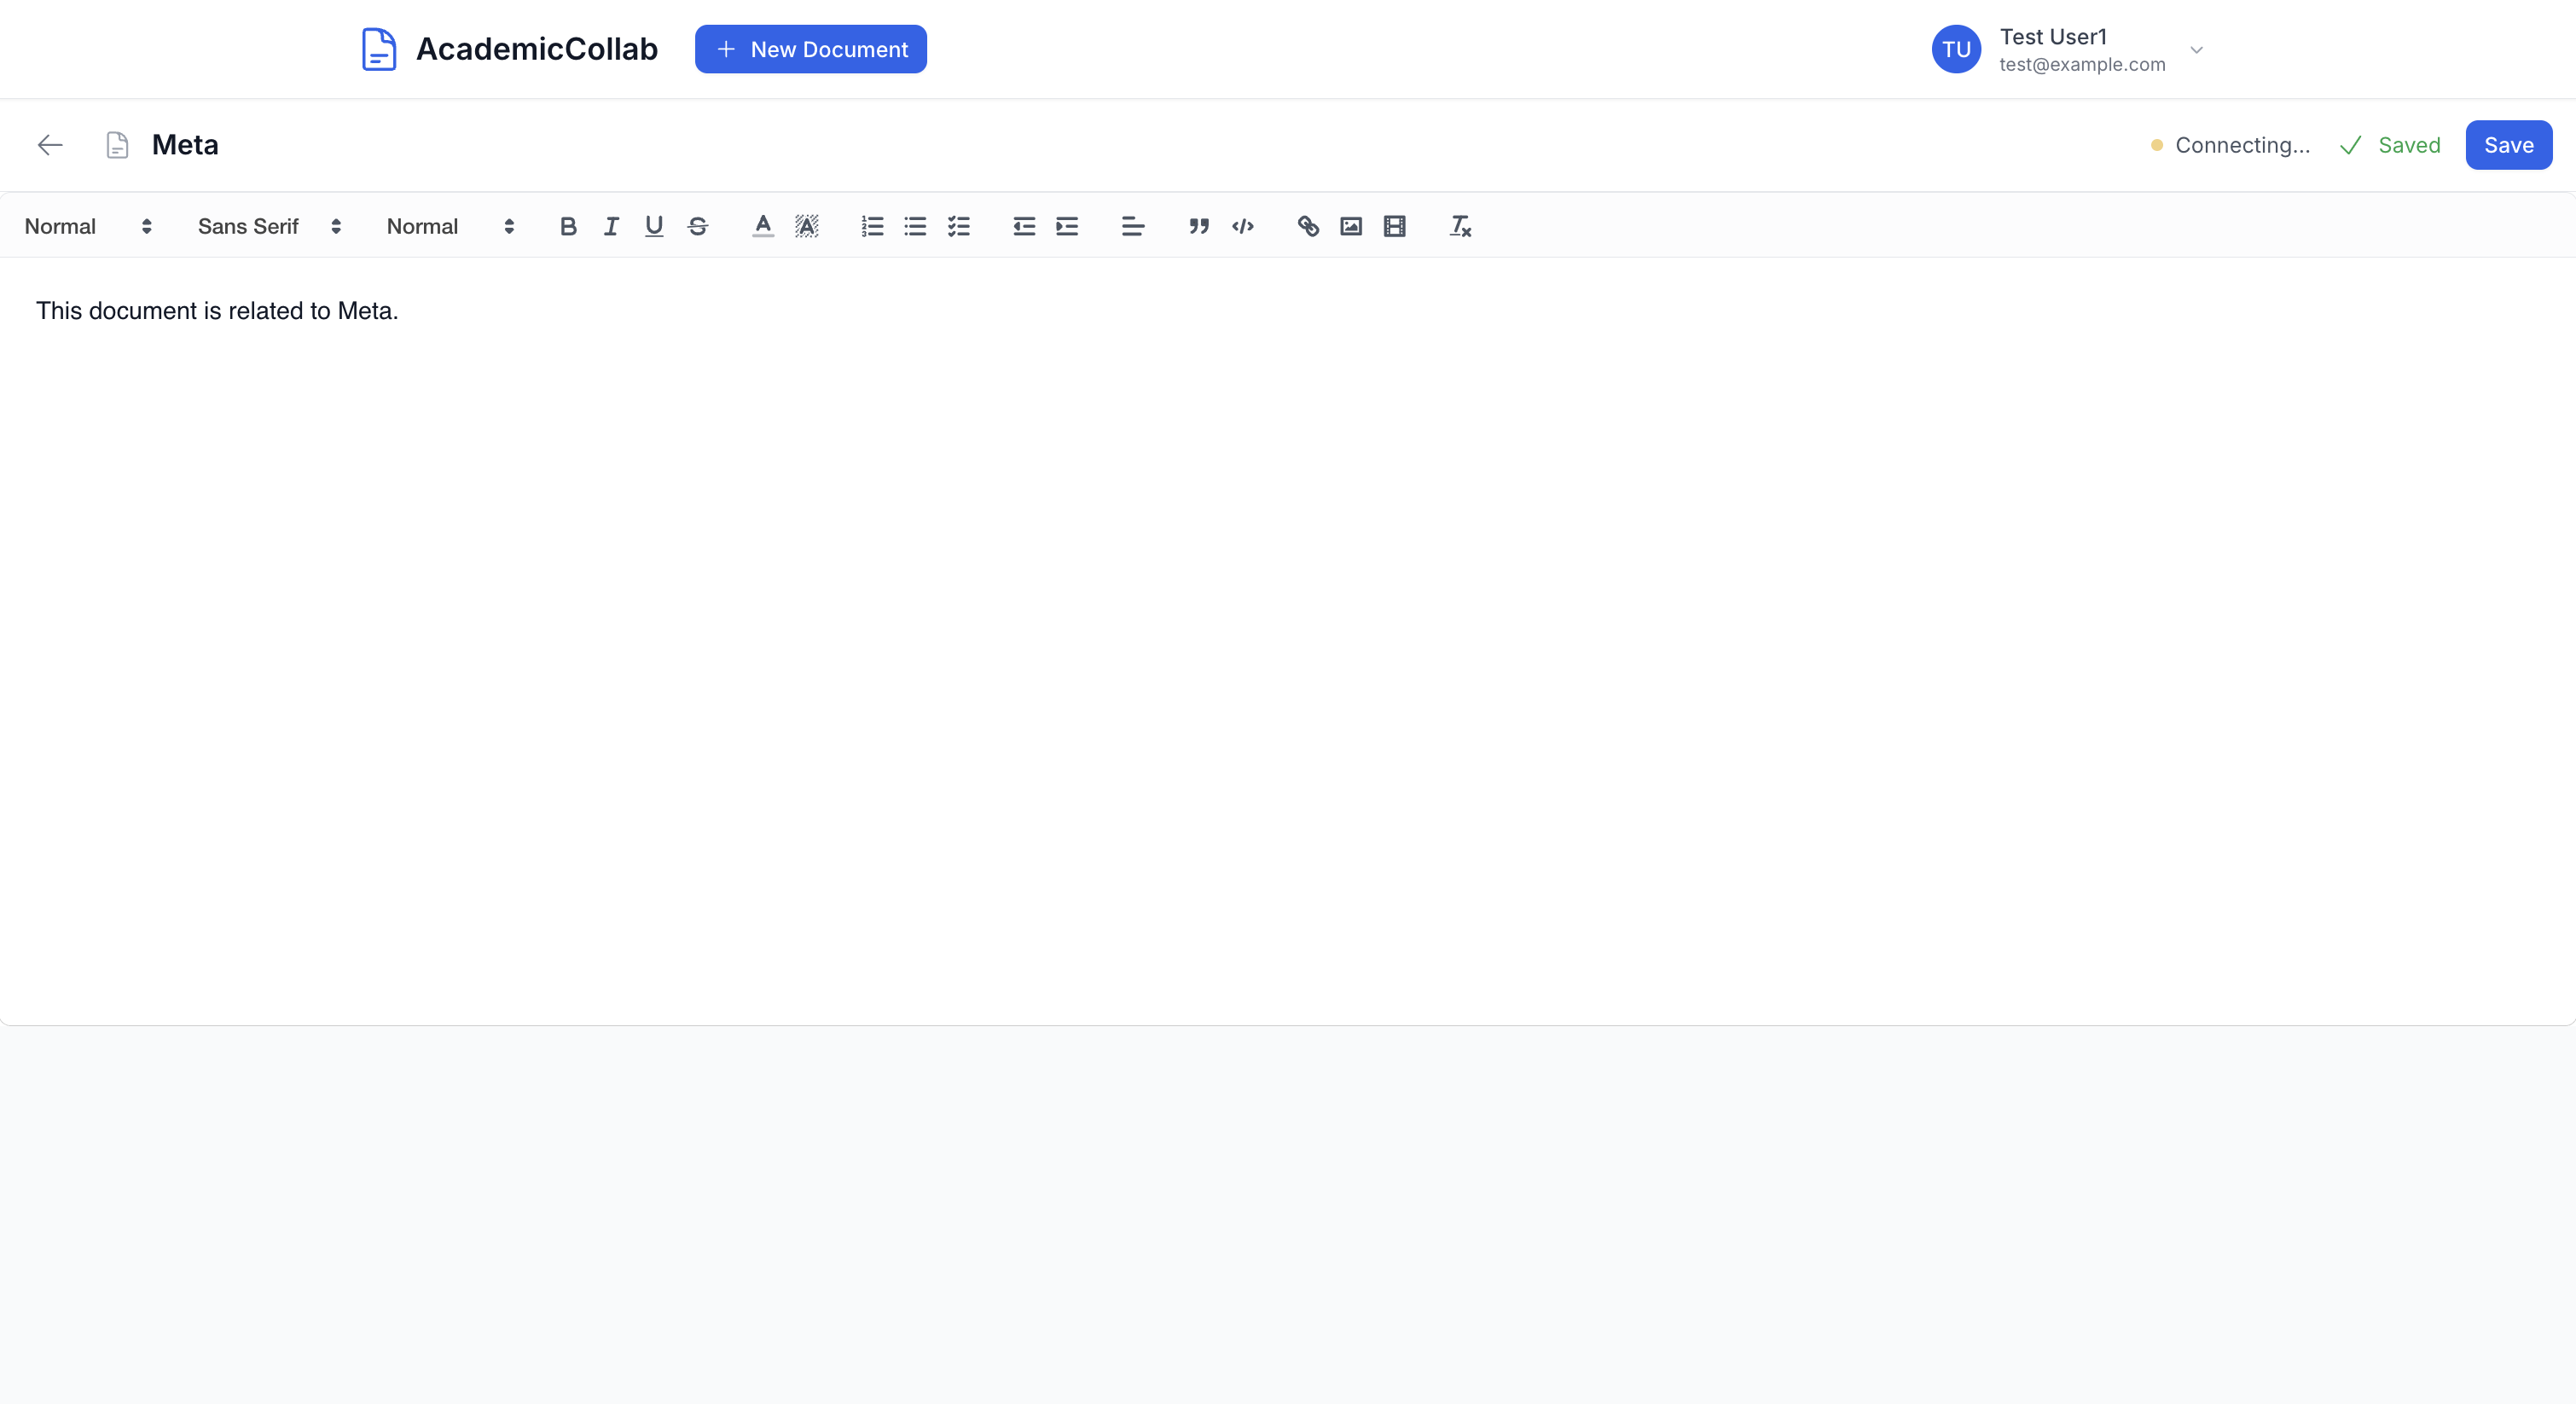 AcademicCollab
New Document
TU
Test User1
test@example.com
Meta
Connecting...
Saved
Save
Normal
Sans Serif
Normal
This document is related to Meta.